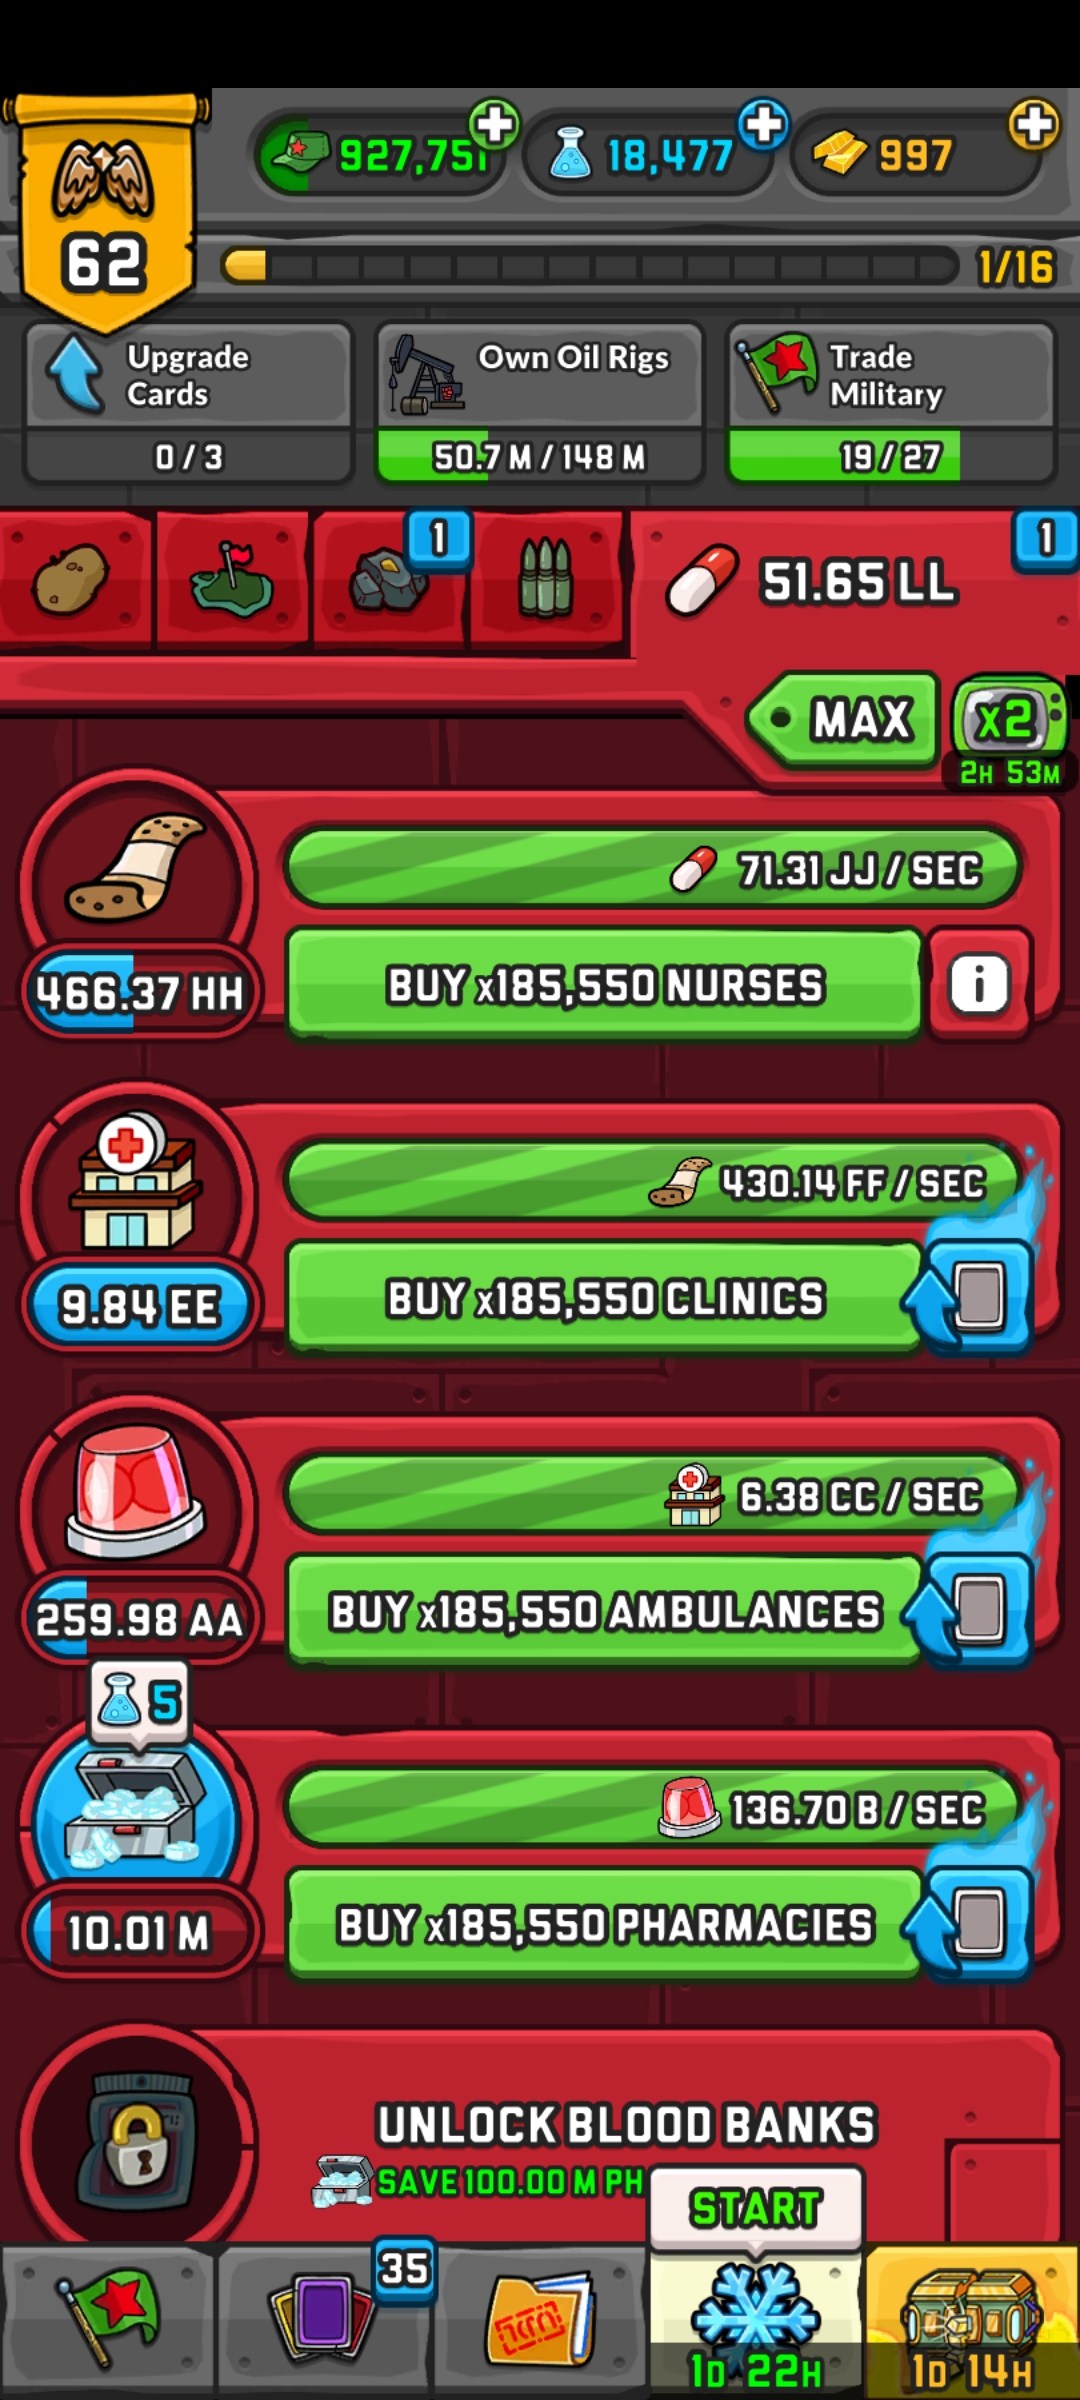 927,751
18,477
997
62
1/16
Upgrade
Cards
0 / 3
Own Oil Rigs
50.7 M / 148 M
Trade
Military
19 / 27
1
1
51.65 LL
MAX
x2
2H 53M
71.31 JJ / SEC
466.37 HH
BUY x185,550 NURSES
i
430.14 FF / SEC
9.84 EE
BUY x185,550 CLINICS
6.38 CC / SEC
259.98 AA
BUY x185,550 AMBULANCES
5
136.70 B / SEC
10.01 M
BUY x185,550 PHARMACIES
UNLOCK BLOOD BANKS
SAVE 100.00 M PH
START
35
1D 22H
1D 14H